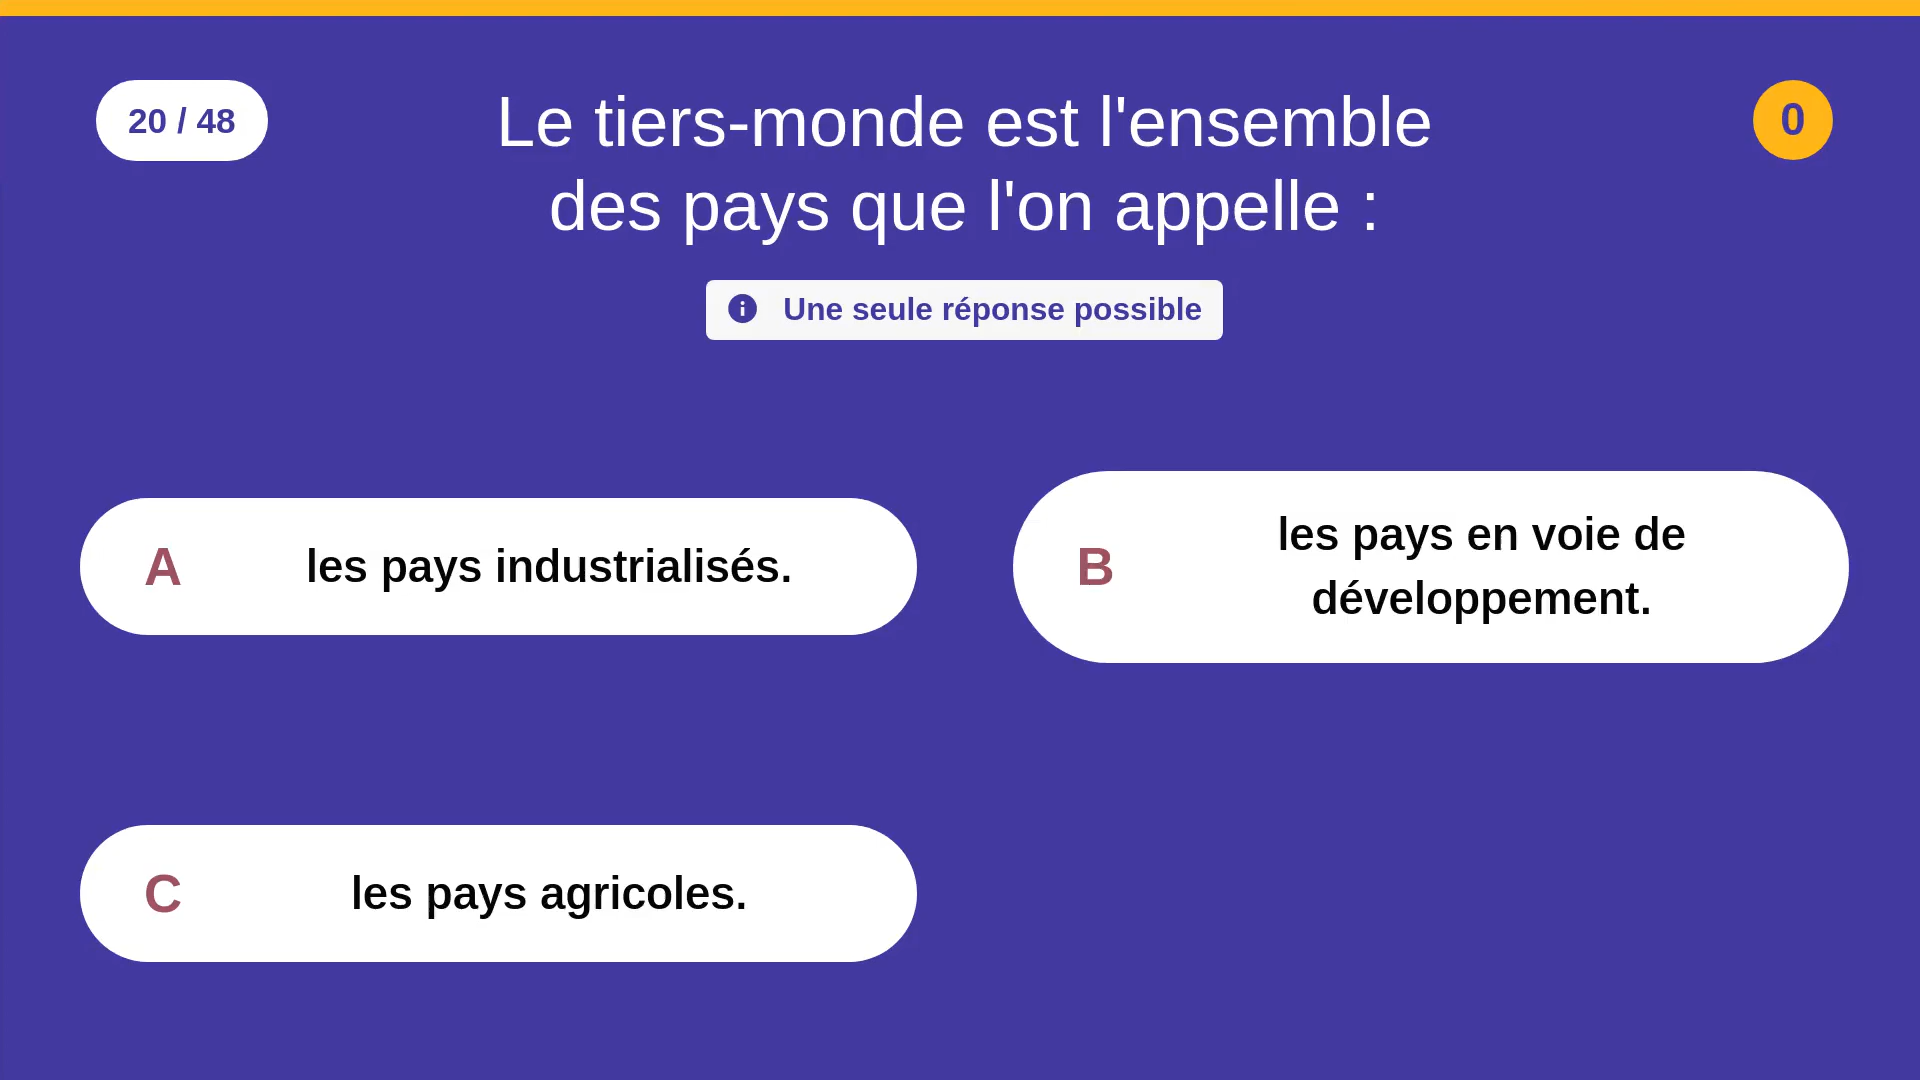 20 / 48
Le tiers-monde est l'ensemble
des pays que l'on appelle :
0
Une seule réponse possible
A
les pays industrialisés.
B
les pays en voie de
développement.
C
les pays agricoles.